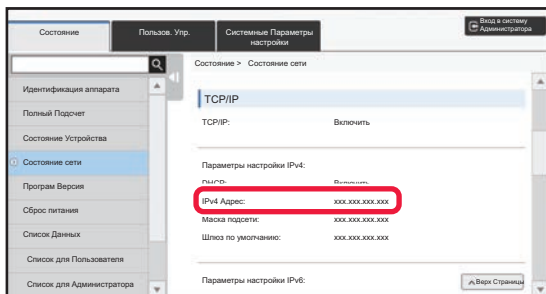 Состояние
Пользов. Упр.
Системные Параметры
настройки
Вход в систему
Администратора
Состояние > Состояние сети
Идентификация аппарата
Полный Подсчет
Состояние Устройства
Состояние сети
Програм Версия
Сброс питания
Список Данных
Список для Пользователя
Список для Администратора
TCP/IP
TCP/IP: Включить
Параметры настройки IPv4:
DHCP: Включить
IPv4 Адрес: xxx.xxx.xxx.xxx
Маска подсети: xxx.xxx.xxx.xxx
Шлюз по умолчанию: xxx.xxx.xxx.xxx
Параметры настройки IPv6:
Верх Страницы